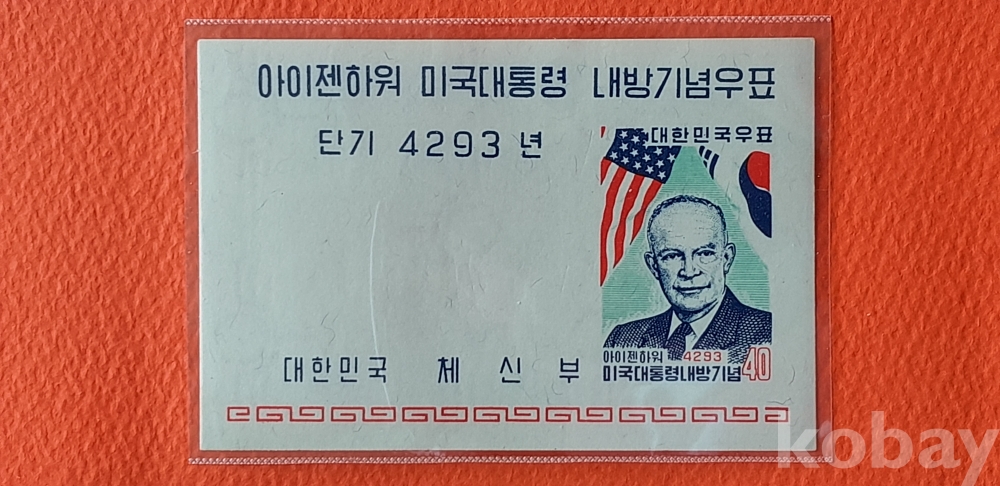 아이젠하워 미국대통령 내방기념우표
단기 4293 년
대한민국우표
아이젠하워 4293
미국대통령내방기념 40
대한민국 체신부
kobay